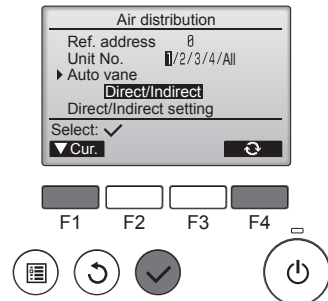 Air distribution
Ref. address 0
Unit No. 1/2/3/4/All
Auto vane
Direct/Indirect
Direct/Indirect setting
Select: ✓
▼ Cur.
F1 F2 F3 F4